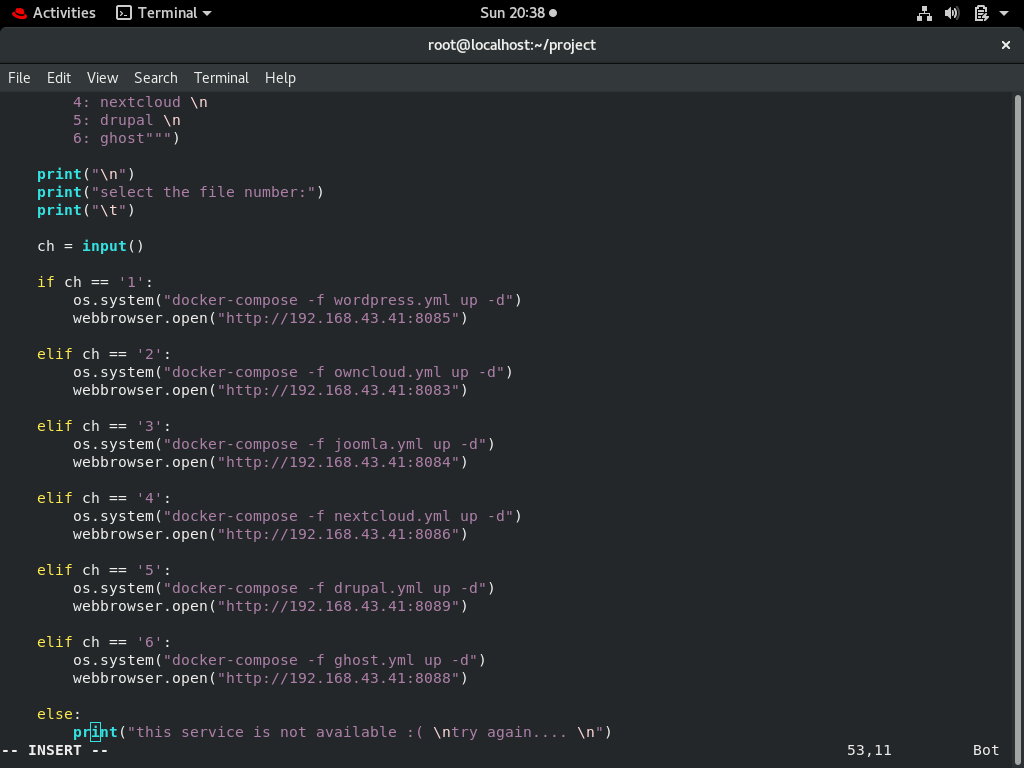 Activities Terminal Sun 20:38
root@localhost:~/project ×
File Edit View Search Terminal Help
        4: nextcloud \n
        5: drupal \n
        6: ghost""")

    print("\n")
    print("select the file number:")
    print("\t")

    ch = input()

    if ch == '1':
        os.system("docker-compose -f wordpress.yml up -d")
        webbrowser.open("http://192.168.43.41:8085")

    elif ch == '2':
        os.system("docker-compose -f owncloud.yml up -d")
        webbrowser.open("http://192.168.43.41:8083")

    elif ch == '3':
        os.system("docker-compose -f joomla.yml up -d")
        webbrowser.open("http://192.168.43.41:8084")

    elif ch == '4':
        os.system("docker-compose -f nextcloud.yml up -d")
        webbrowser.open("http://192.168.43.41:8086")

    elif ch == '5':
        os.system("docker-compose -f drupal.yml up -d")
        webbrowser.open("http://192.168.43.41:8089")

    elif ch == '6':
        os.system("docker-compose -f ghost.yml up -d")
        webbrowser.open("http://192.168.43.41:8088")

    else:
        print("this service is not available :( \ntry again.... \n")
-- INSERT -- 53,11 Bot